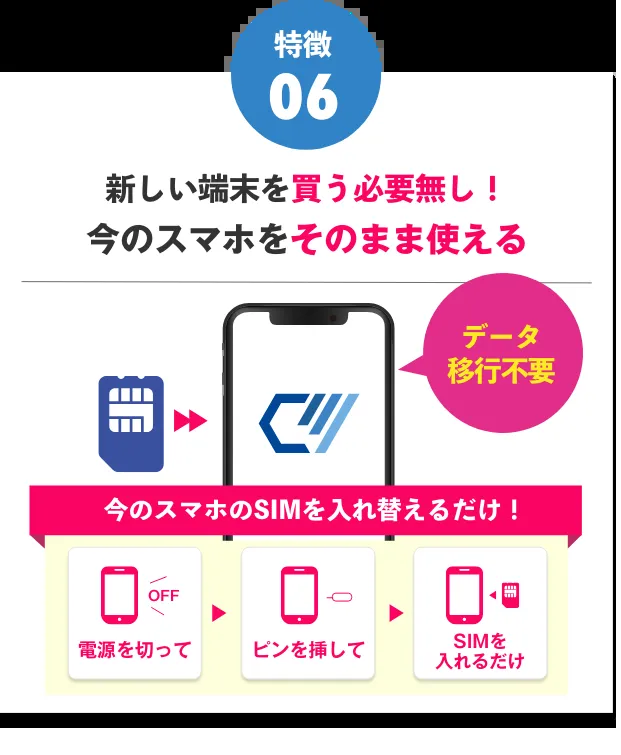 特徴
06
新しい端末を買う必要無し！
今のスマホをそのまま使える
データ
移行不要
今のスマホのSIMを入れ替えるだけ！
OFF
電源を切って
ピンを挿して
SIMを
入れるだけ